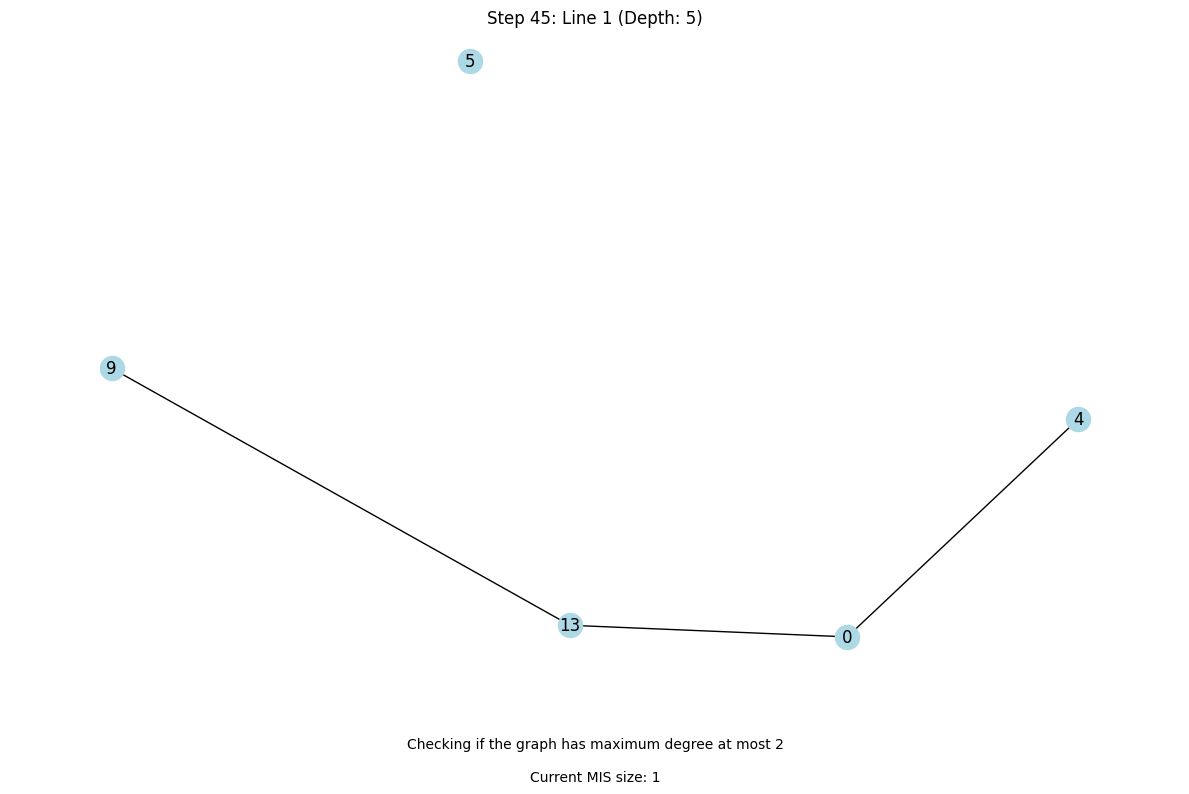 Step 45: Line 1 (Depth: 5)
5
9
4
13
0
Checking if the graph has maximum degree at most 2
Current MIS size: 1